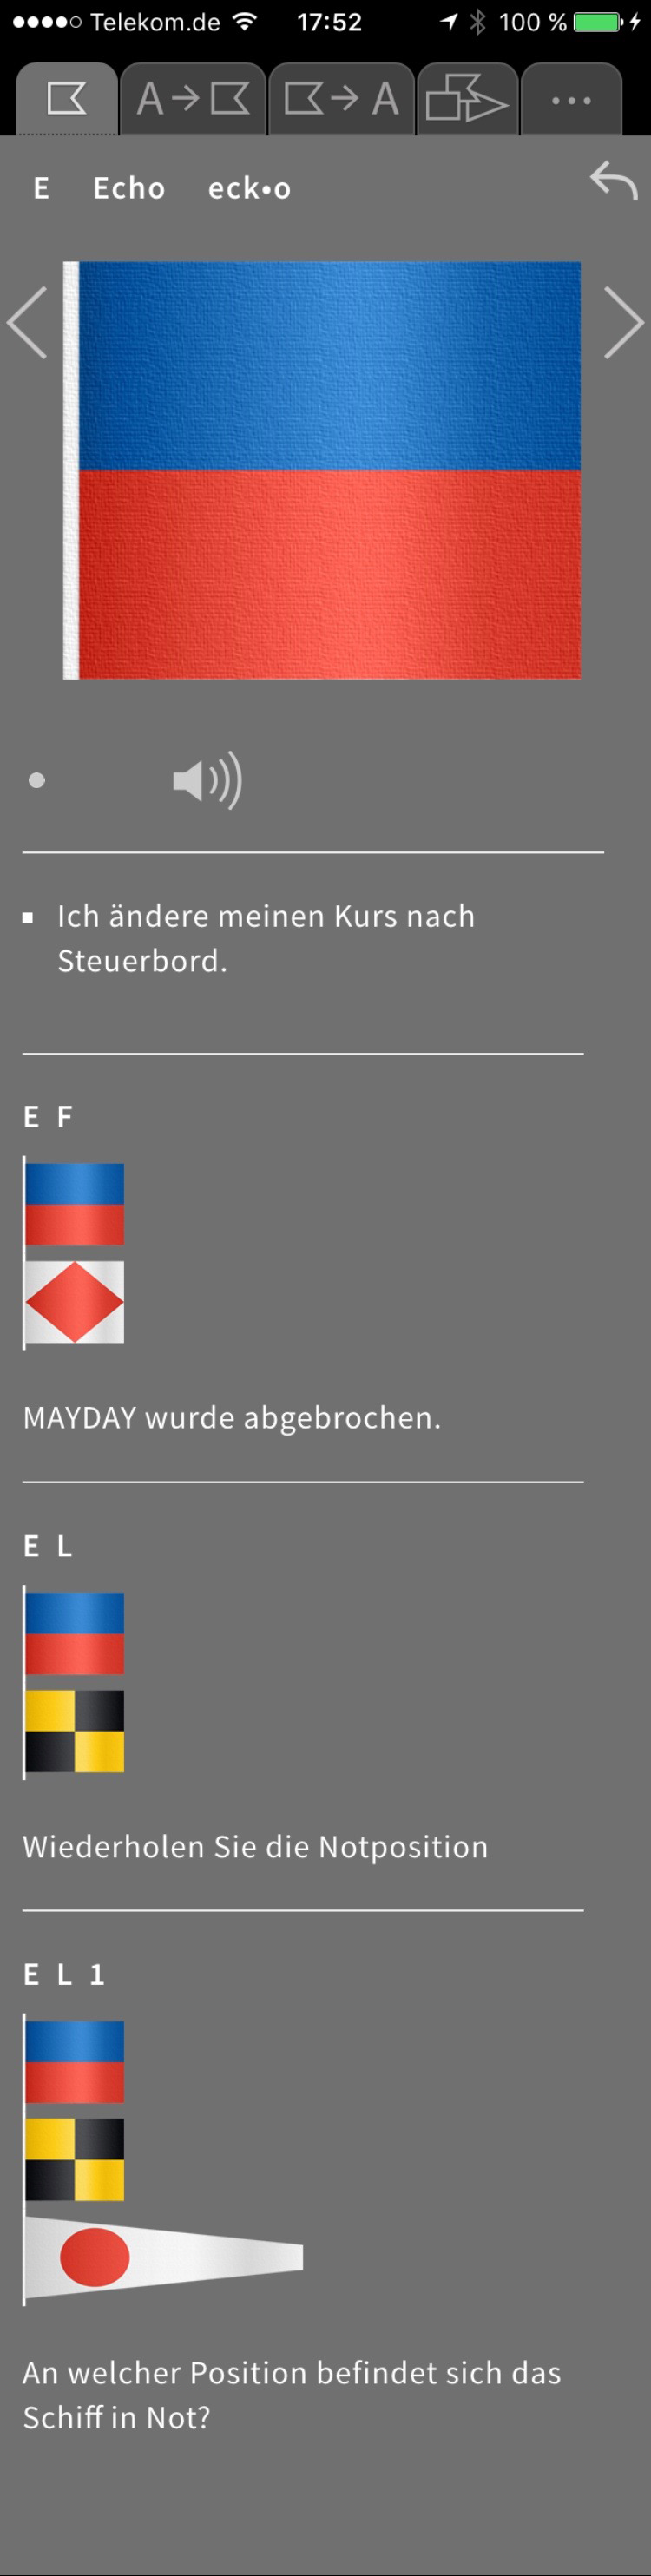 Telekom.de 17:52 100 %
A → → A ...
E Echo eck•o
Ich ändere meinen Kurs nach
Steuerbord.
E F
MAYDAY wurde abgebrochen.
E L
Wiederholen Sie die Notposition
E L 1
An welcher Position befindet sich das
Schiff in Not?